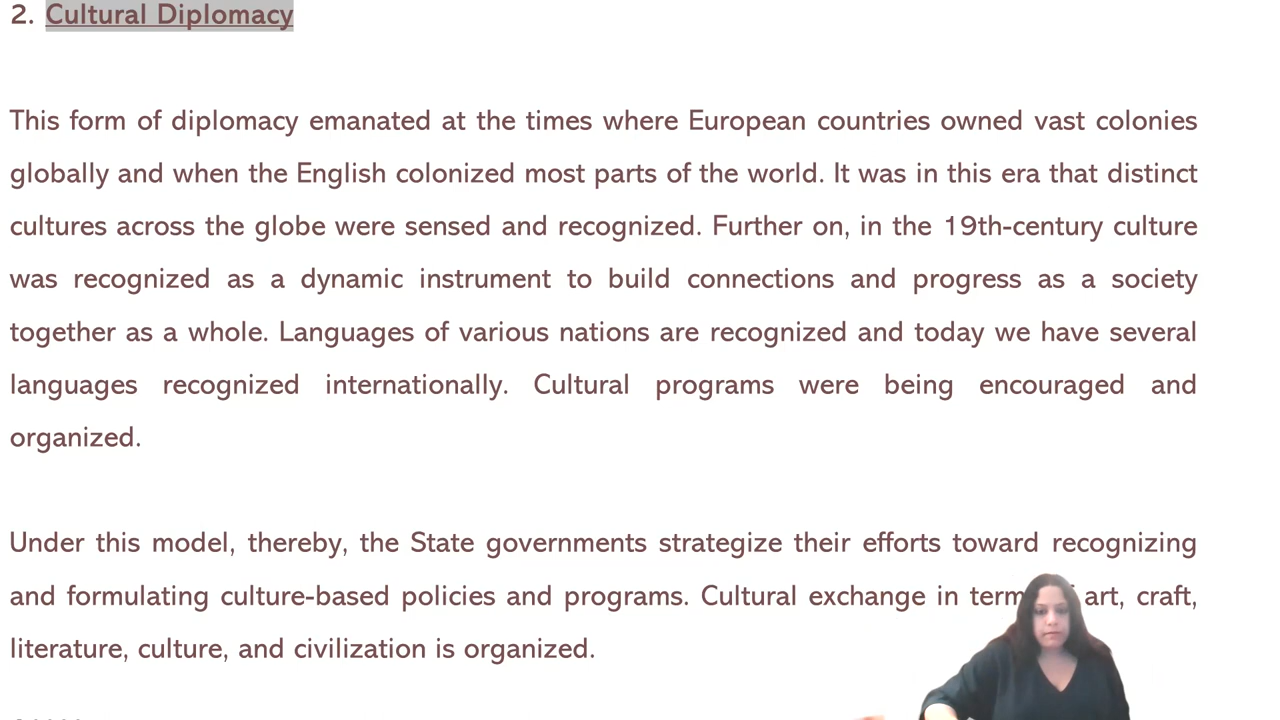 2. Cultural Diplomacy
This form of diplomacy emanated at the times where European countries owned vast colonies
globally and when the English colonized most parts of the world. It was in this era that distinct
cultures across the globe were sensed and recognized. Further on, in the 19th-century culture
was recognized as a dynamic instrument to build connections and progress as a society
together as a whole. Languages of various nations are recognized and today we have several
languages recognized internationally. Cultural programs were being encouraged and
organized.
Under this model, thereby, the State governments strategize their efforts toward recognizing
and formulating culture-based policies and programs. Cultural exchange in term art, craft,
literature, culture, and civilization is organized.